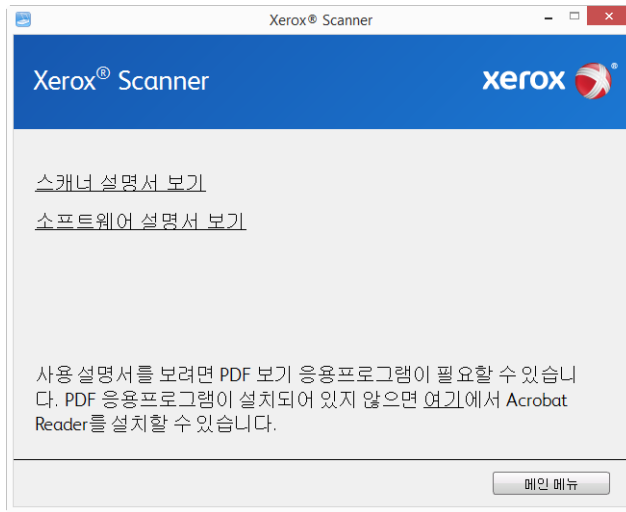 Xerox® Scanner
Xerox® Scanner
xerox®
스캐너 설명서 보기
소프트웨어 설명서 보기
사용 설명서를 보려면 PDF 보기 응용프로그램이 필요할 수 있습니
다. PDF 응용프로그램이 설치되어 있지 않으면 여기에서 Acrobat
Reader를 설치할 수 있습니다.
메인 메뉴